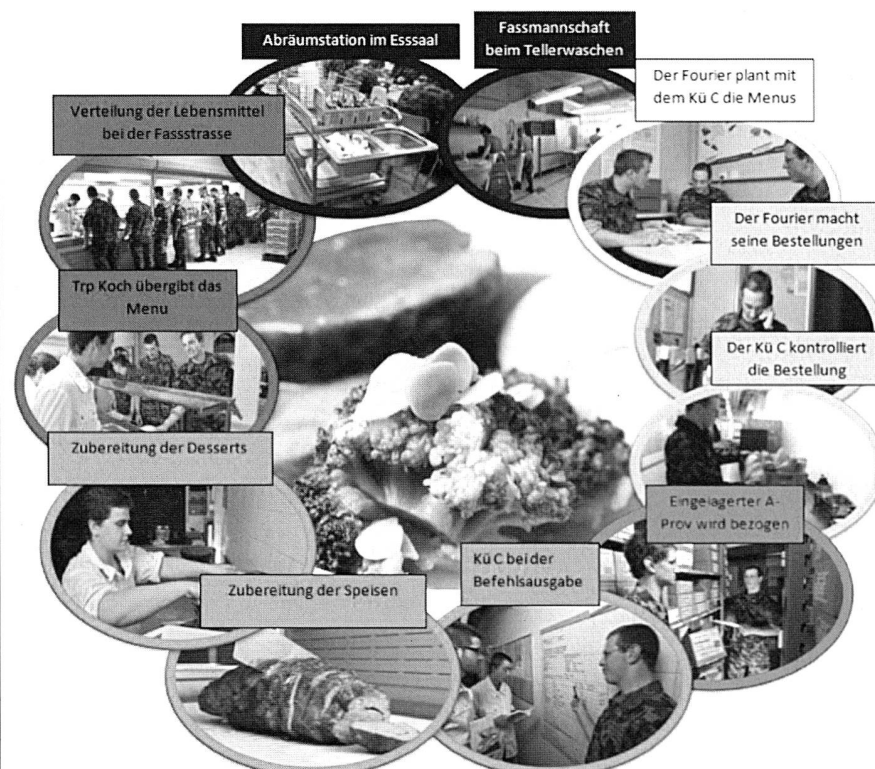 Abräumstation im Esssaal
Fassmannschaft
beim Tellerwaschen
Der Fourier plant mit
dem Kü C die Menus
Verteilung der Lebensmittel
bei der Fassstrasse
Der Fourier macht
seine Bestellungen
Trp Koch übergibt das
Menu
Der Kü C kontrolliert
die Bestellung
Zubereitung der Desserts
Eingelagerter A-
Prov wird bezogen
Kü C bei der
Befehlsausgabe
Zubereitung der Speisen